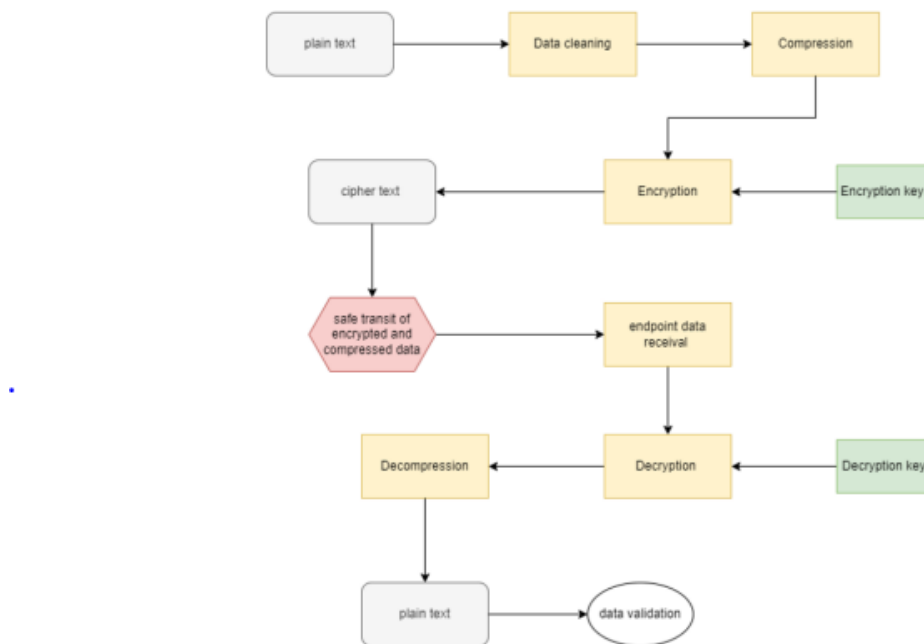 plain text
Data cleaning
Compression
cipher text
Encryption
Encryption key
safe transit of
encrypted and
compressed data
endpoint data
receival
Decompression
Decryption
Decryption key
plain text
data validation